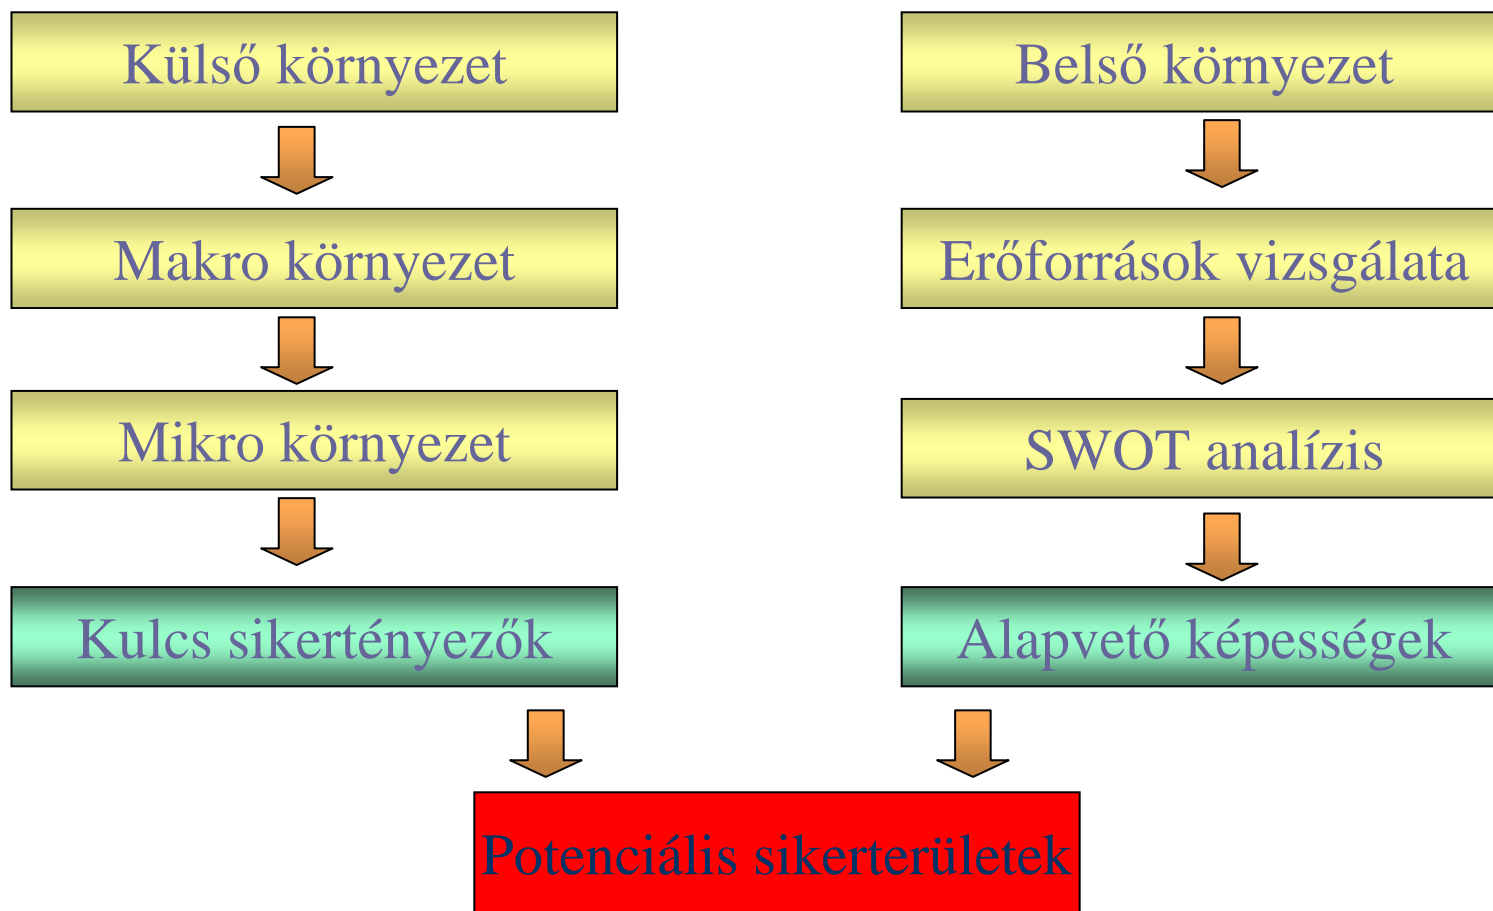 Külső környezet
Makro környezet
Mikro környezet
Kulcs sikertényezők
Belső környezet
Erőforrások vizsgálata
SWOT analízis
Alapvető képességek
Potenciális sikerterületek